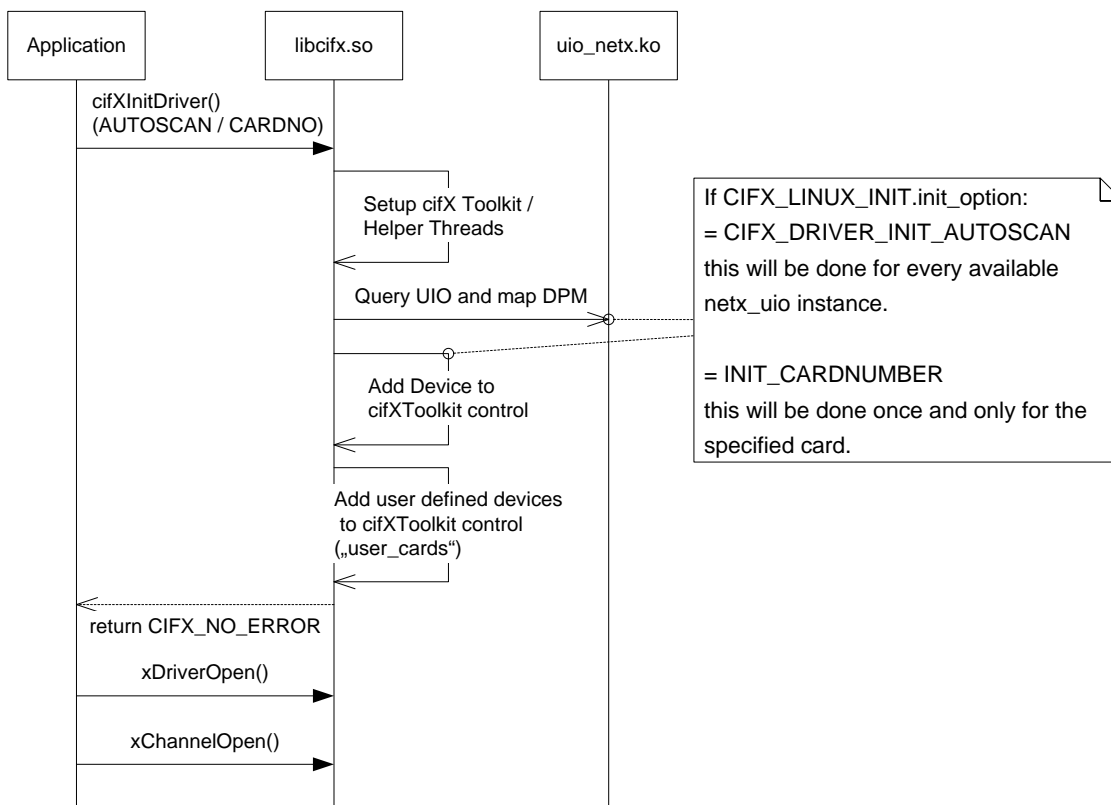 Application
libcifx.so
uio_netx.ko
cifXInitDriver()
(AUTOSCAN / CARDNO)
Setup cifX Toolkit /
Helper Threads
Query UIO and map DPM
If CIFX_LINUX_INIT.init_option:
= CIFX_DRIVER_INIT_AUTOSCAN
this will be done for every available
netx_uio instance.
= INIT_CARDNUMBER
this will be done once and only for the
specified card.
Add Device to
cifXToolkit control
Add user defined devices
to cifXToolkit control
(„user_cards“)
return CIFX_NO_ERROR
xDriverOpen()
xChannelOpen()